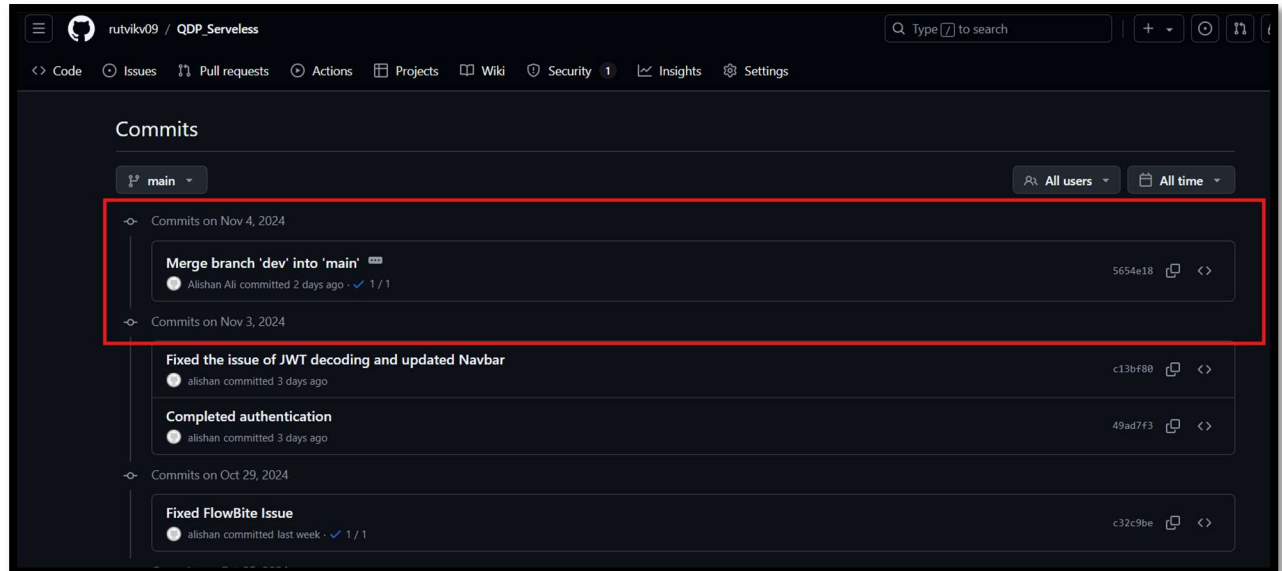 rutvikv09 / QDP_Serveless
Type / to search
Code Issues Pull requests Actions Projects Wiki Security 1 Insights Settings
Commits
main All users All time
Commits on Nov 4, 2024
Merge branch 'dev' into 'main'
5654e18
Alishan Ali committed 2 days ago · 1 / 1
Commits on Nov 3, 2024
Fixed the issue of JWT decoding and updated Navbar
c13bf80
alishan committed 3 days ago
Completed authentication
49ad7f3
alishan committed 3 days ago
Commits on Oct 29, 2024
Fixed FlowBite Issue
c32c9be
alishan committed last week · 1 / 1